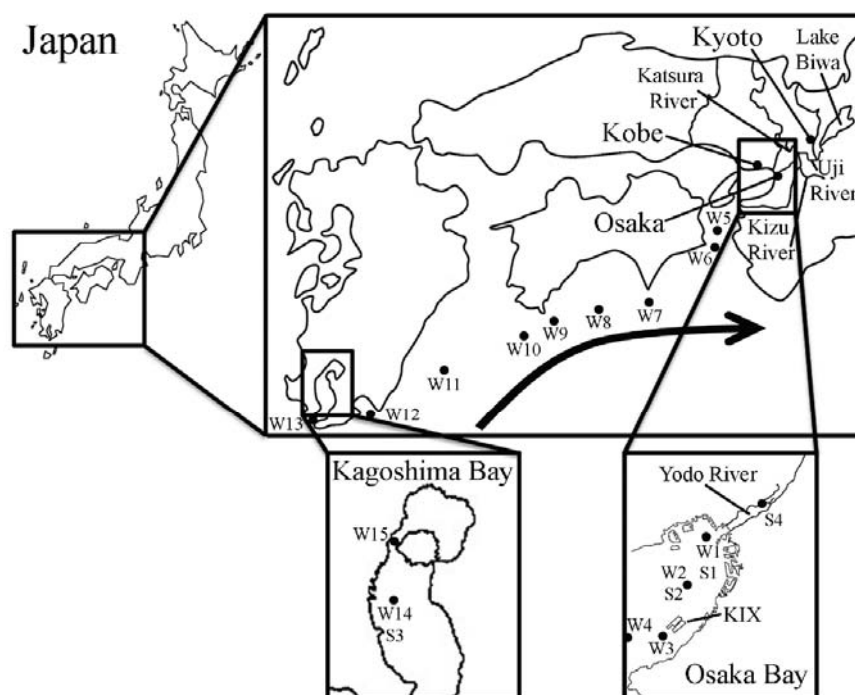 Japan
Kyoto
Lake
Biwa
Katsura
River
Kobe
Uji
River
Osaka
Kizu
River
W5
W6
W7
W8
W9
W10
W11
W12
W13
Kagoshima Bay
W15
W14
S3
Yodo River
S4
W1
S1
W2
S2
KIX
W4
W3
Osaka Bay